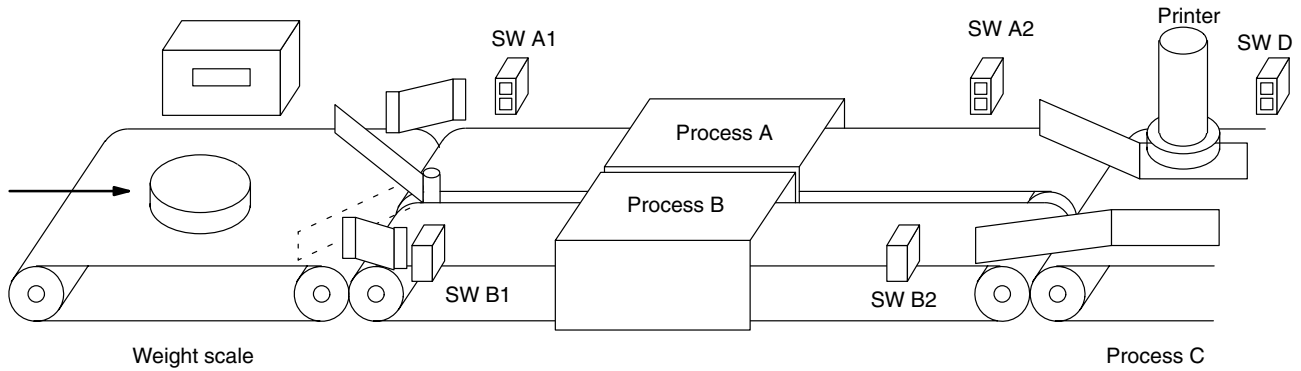 Printer
SW A1
SW A2
SW D
Process A
Process B
SW B1
SW B2
Weight scale
Process C